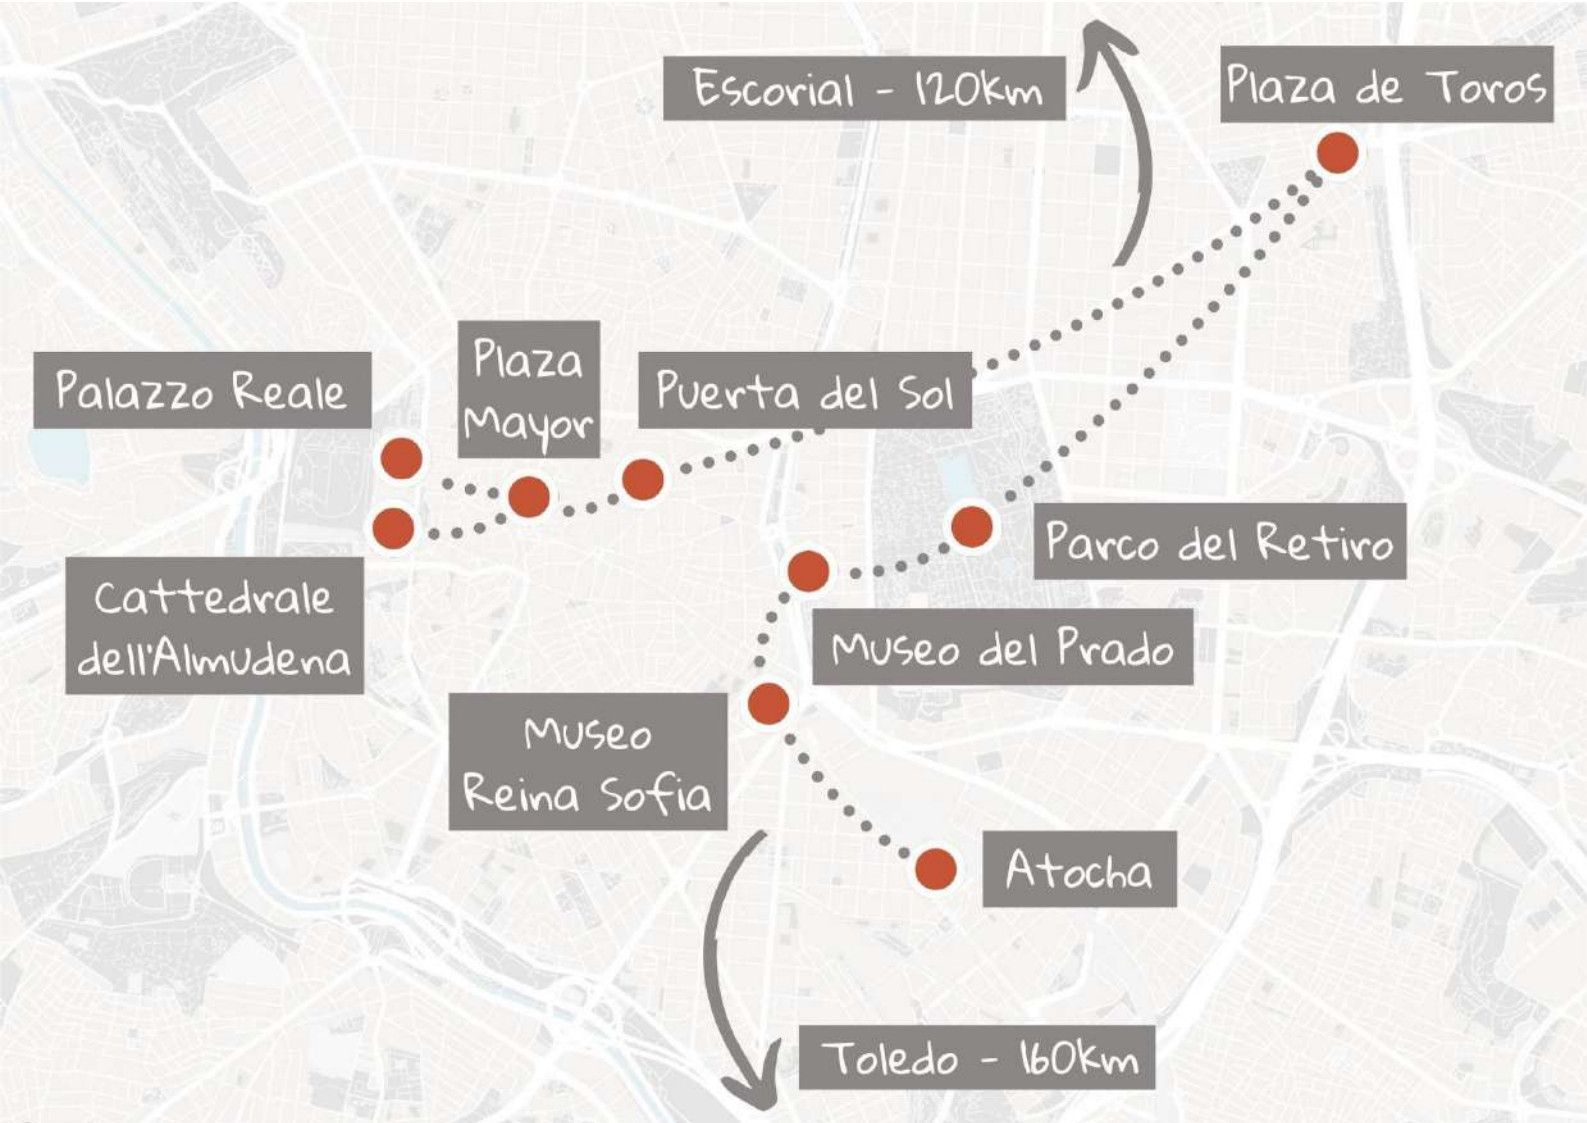 Escorial - 120km
Plaza de Toros
Palazzo Reale
Plaza
Mayor
Puerta del Sol
Parco del Retiro
Cattedrale
dell'Almudena
Museo del Prado
Museo
Reina Sofia
Atocha
Toledo - 160km